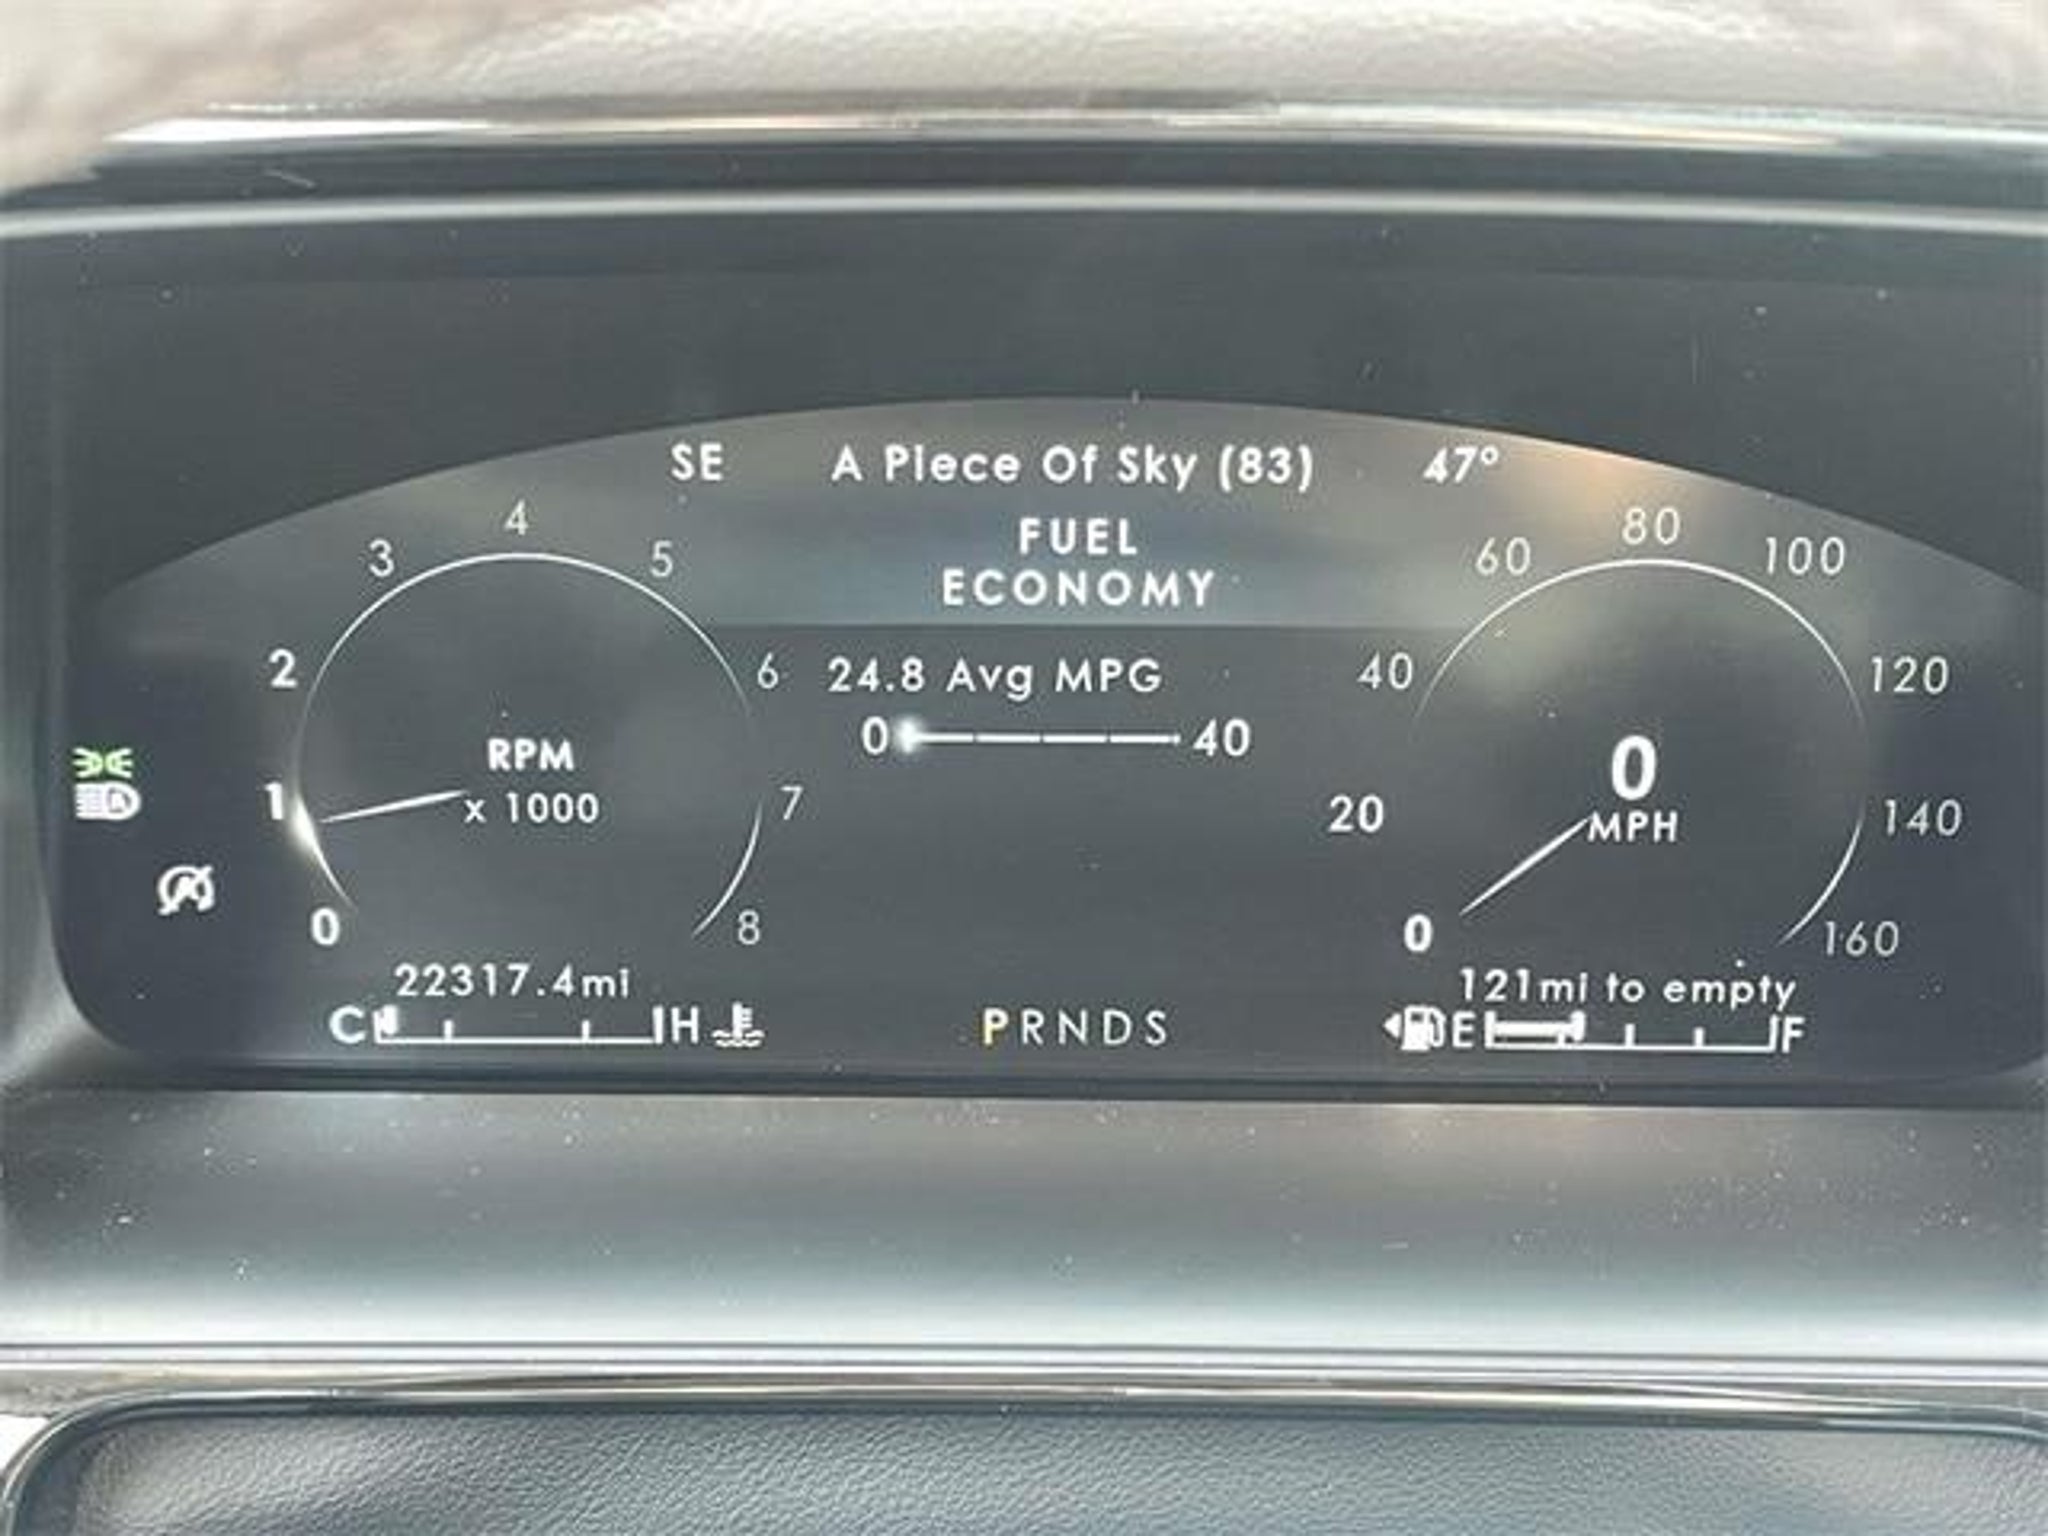 SE A Piece Of Sky (83) 47°
FUEL
ECONOMY
24.8 Avg MPG
0 40
0 1 2 3 4 5 6 7 8
RPM
x 1000
0 20 40 60 80 100 120 140 160
0
MPH
22317.4mi
C H
PRNDS
121mi to empty
E F